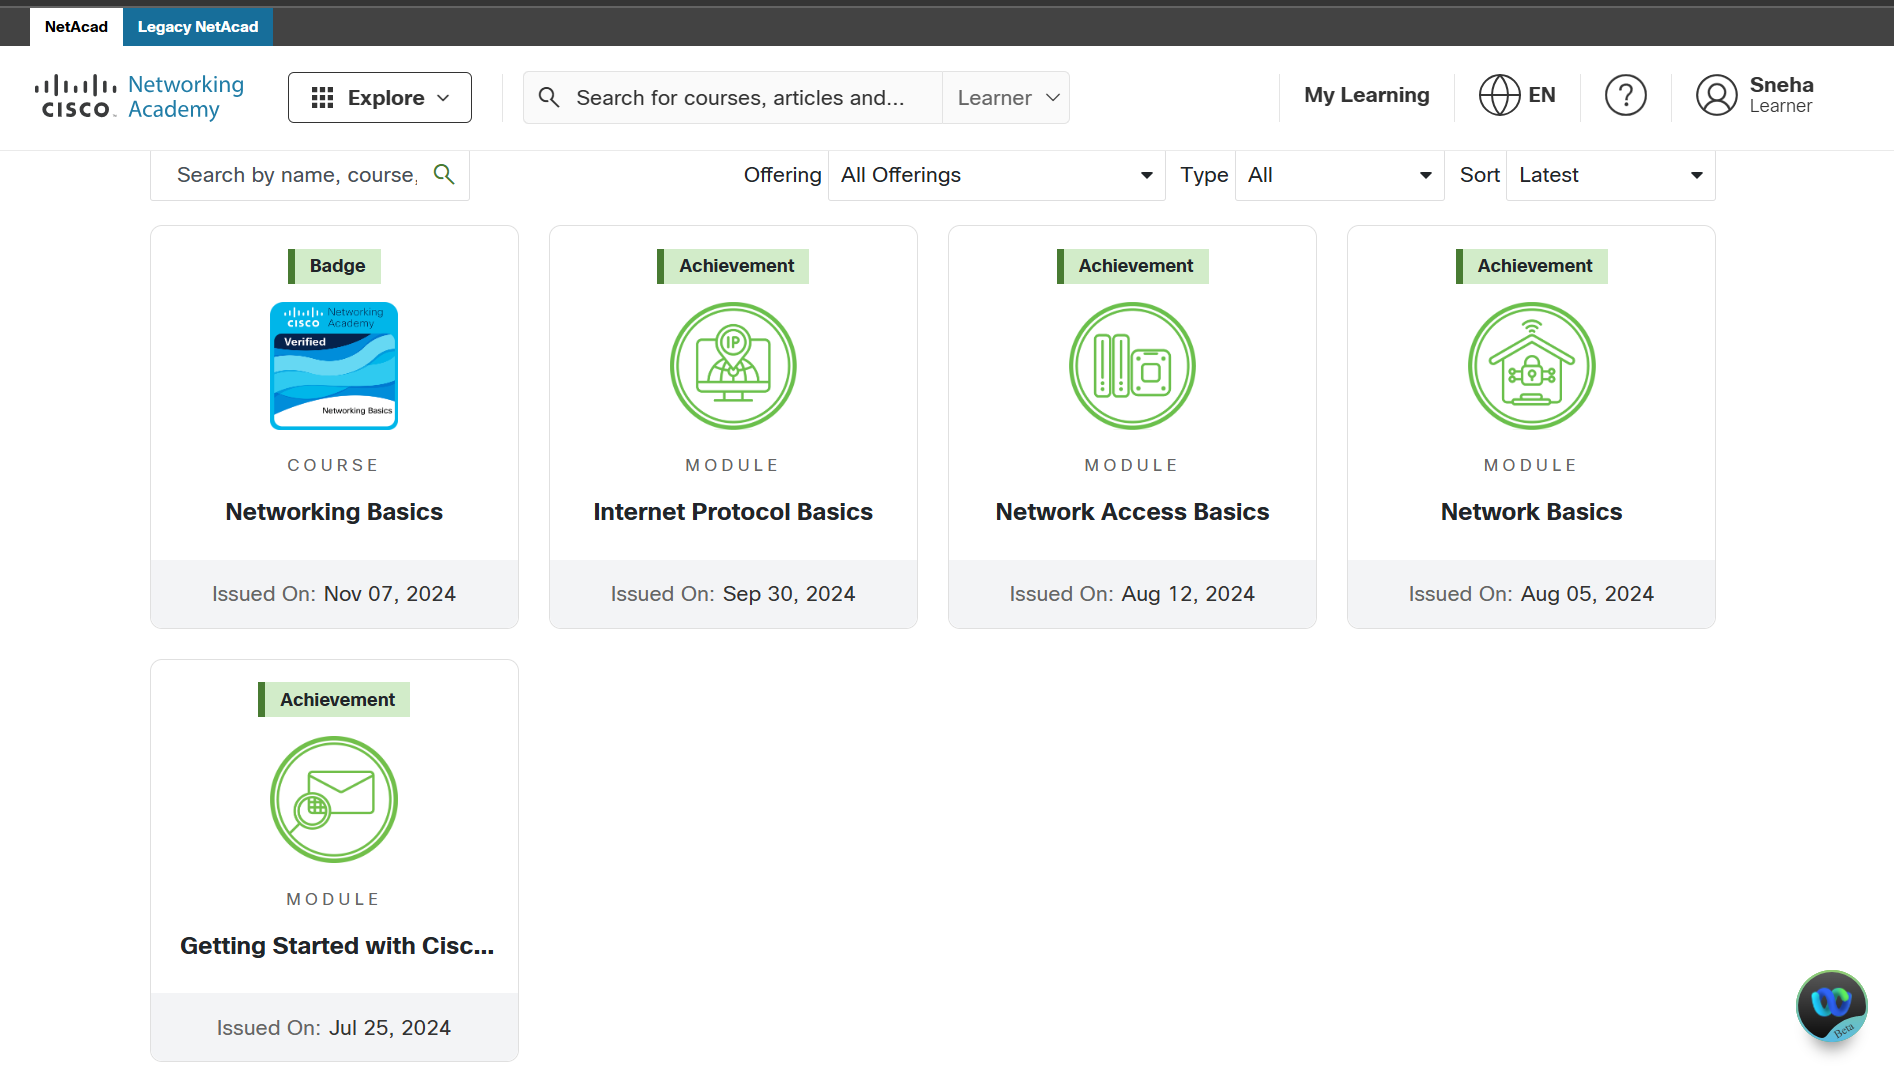 NetAcad Legacy NetAcad
CISCO Networking Academy
Explore
Search for courses, articles and...
Learner
My Learning
EN
?
Sneha
Learner
Search by name, course,
Offering All Offerings
Type All
Sort Latest
Badge
CISCO Networking Academy
Verified
Networking Basics
COURSE
Networking Basics
Issued On: Nov 07, 2024
Achievement
IP
MODULE
Internet Protocol Basics
Issued On: Sep 30, 2024
Achievement
MODULE
Network Access Basics
Issued On: Aug 12, 2024
Achievement
MODULE
Network Basics
Issued On: Aug 05, 2024
Achievement
MODULE
Getting Started with Cisc...
Issued On: Jul 25, 2024
Beta